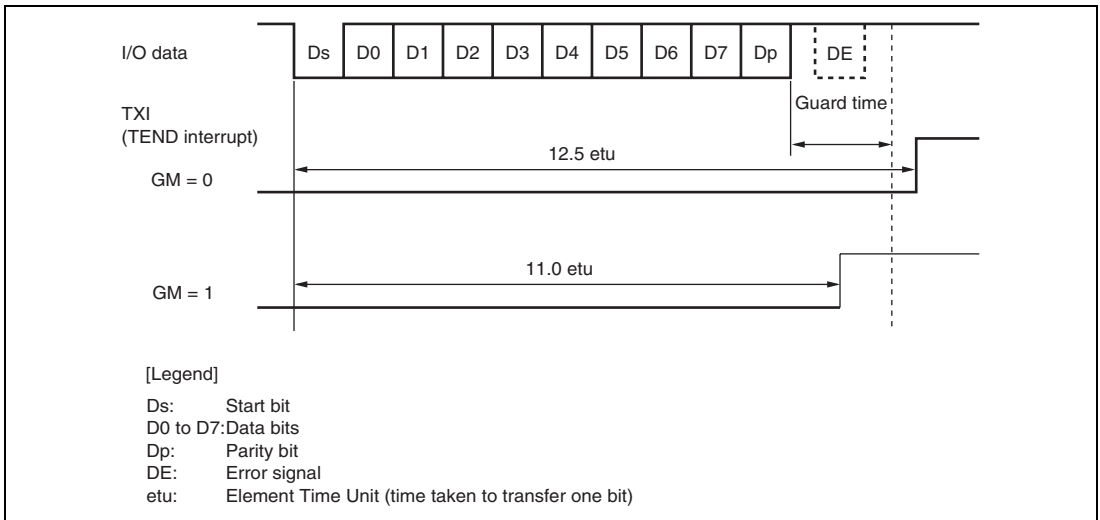 I/O data
Ds D0 D1 D2 D3 D4 D5 D6 D7 Dp DE
Guard time
TXI
(TEND interrupt)
12.5 etu
GM = 0
11.0 etu
GM = 1
[Legend]
Ds: Start bit
D0 to D7: Data bits
Dp: Parity bit
DE: Error signal
etu: Element Time Unit (time taken to transfer one bit)